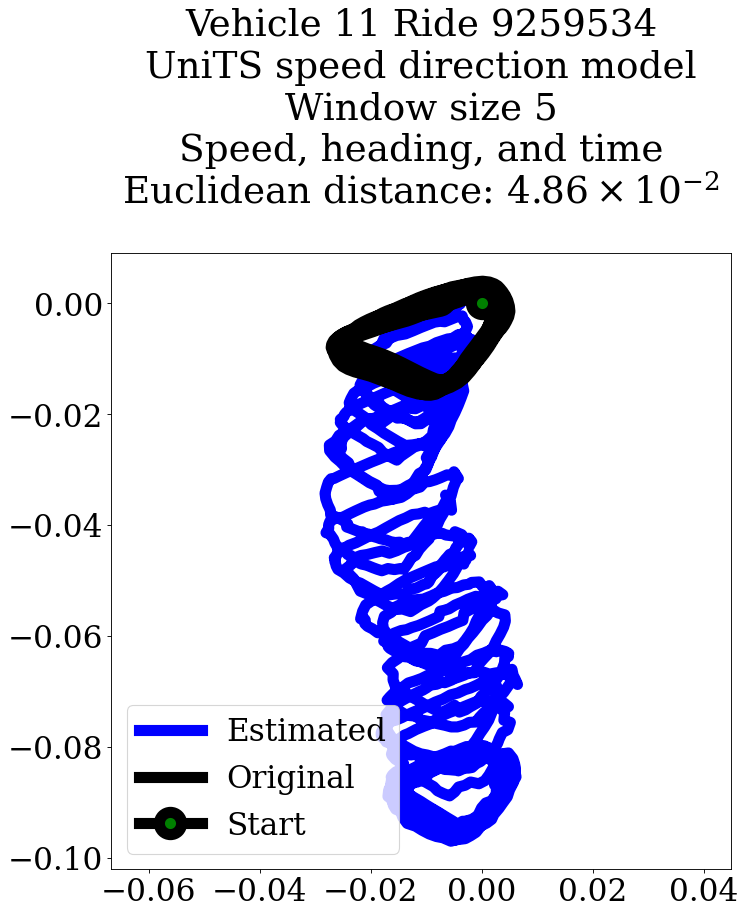 Vehicle 11 Ride 9259534
UniTS speed direction model
Window size 5
Speed, heading, and time
Euclidean distance: 4.86 × 10⁻²
0.00
−0.02
−0.04
−0.06
−0.08
−0.10
Estimated
Original
Start
−0.06 −0.04 −0.02 0.00 0.02 0.04